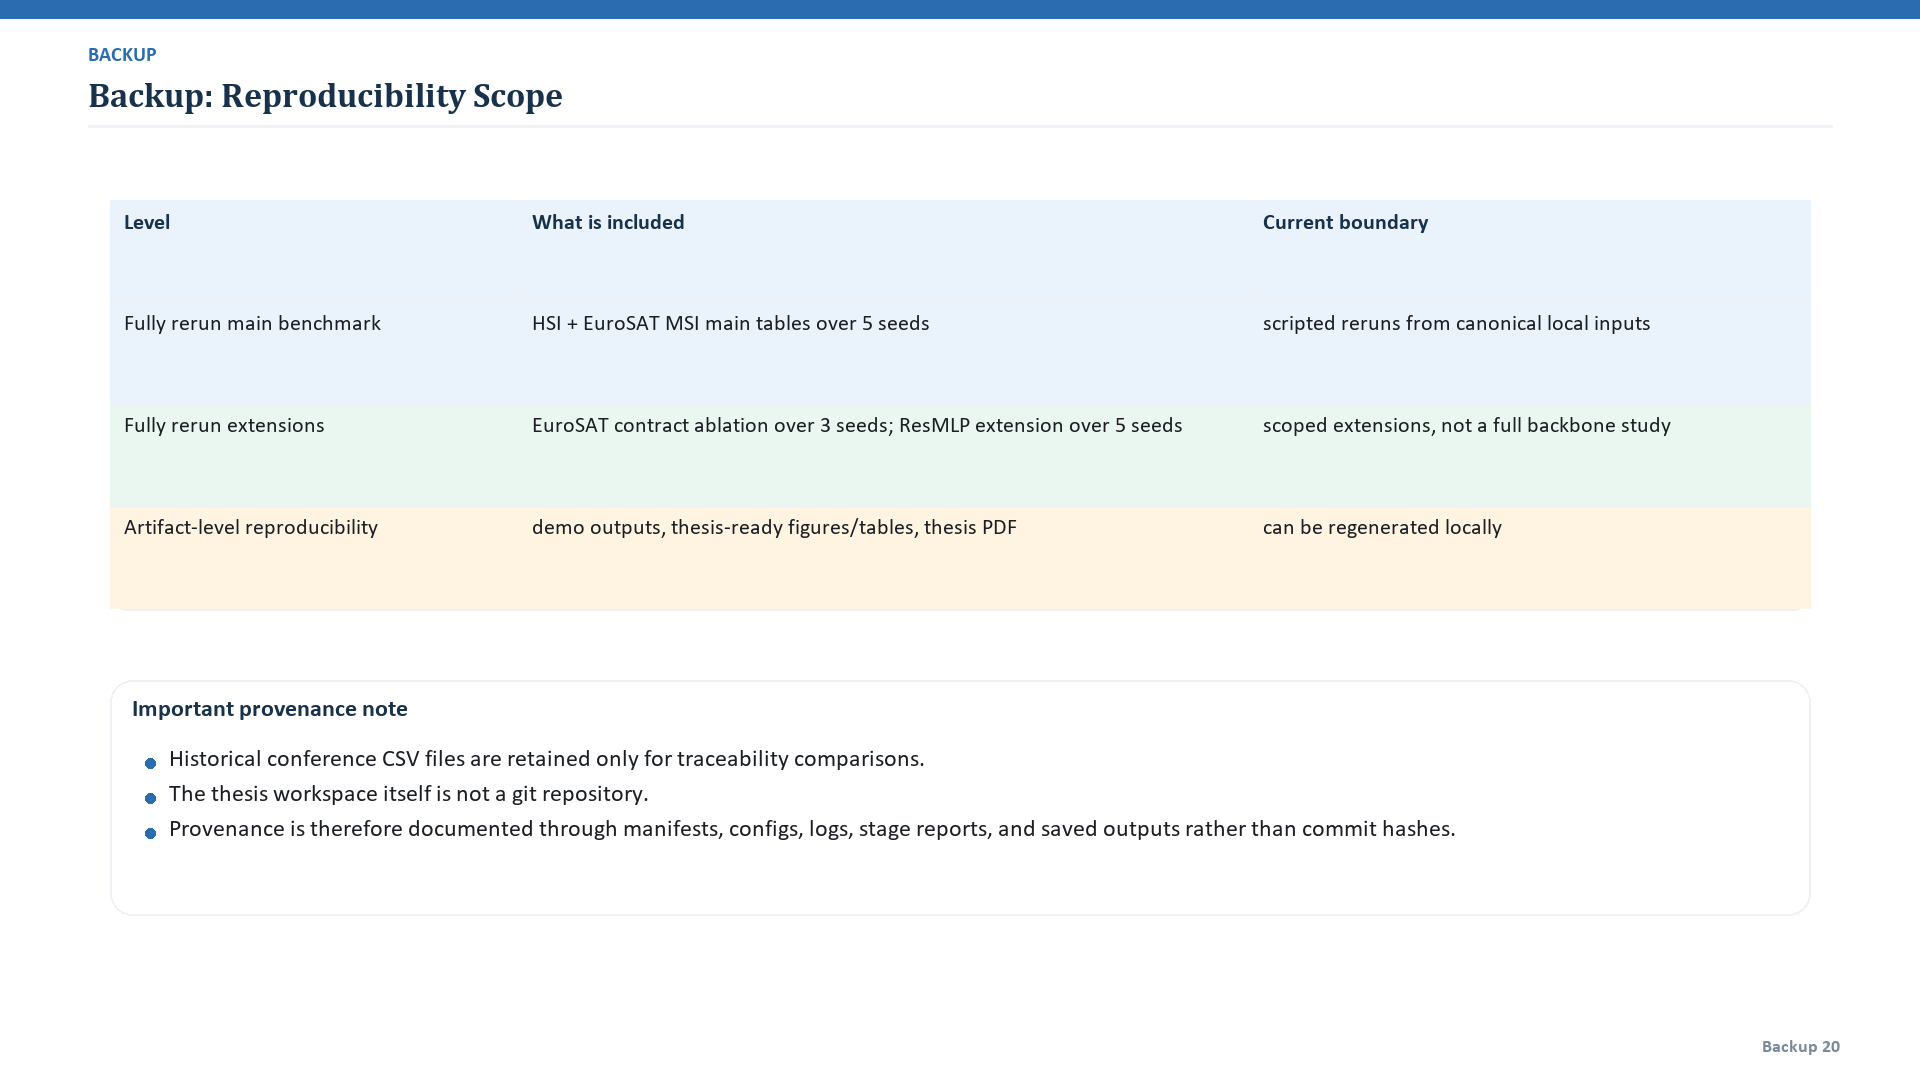 BACKUP
Backup: Reproducibility Scope
Level What is included Current boundary
Fully rerun main benchmark HSI + EuroSAT MSI main tables over 5 seeds scripted reruns from canonical local inputs
Fully rerun extensions EuroSAT contract ablation over 3 seeds; ResMLP extension over 5 seeds scoped extensions, not a full backbone study
Artifact-level reproducibility demo outputs, thesis-ready figures/tables, thesis PDF can be regenerated locally
Important provenance note
Historical conference CSV files are retained only for traceability comparisons.
The thesis workspace itself is not a git repository.
Provenance is therefore documented through manifests, configs, logs, stage reports, and saved outputs rather than commit hashes.
Backup 20